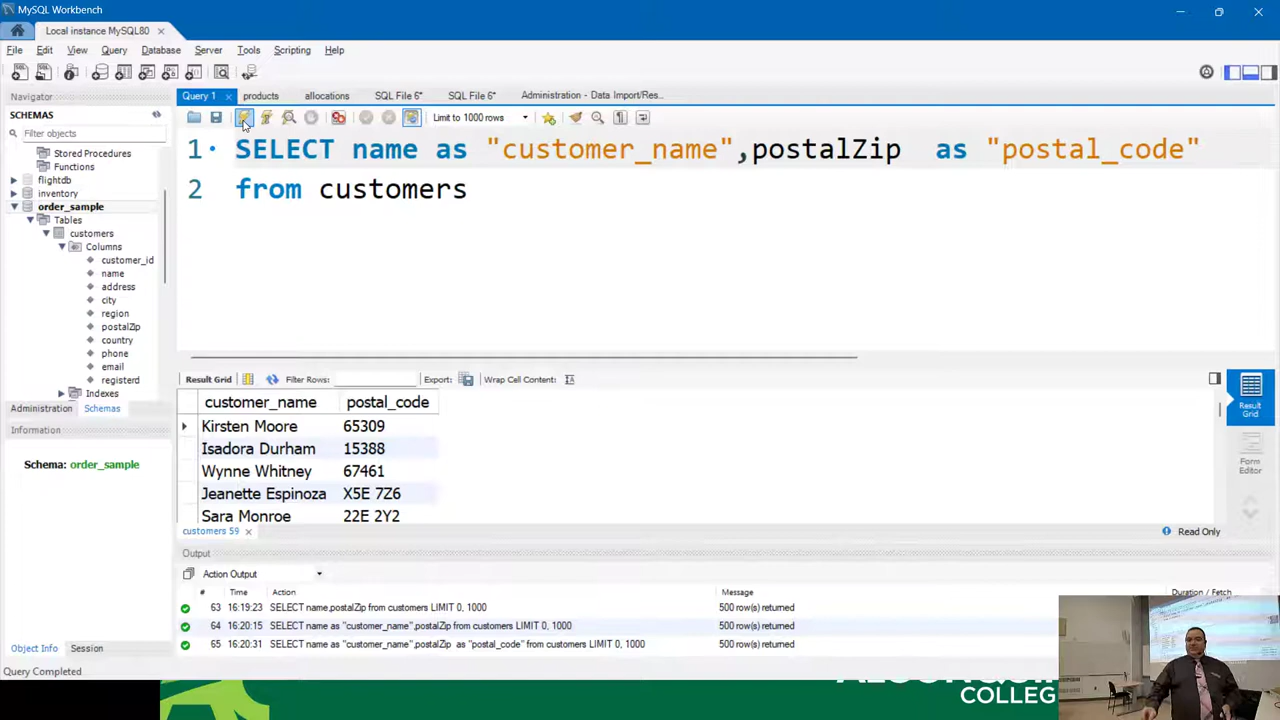 MySQL Workbench
Local instance MySQL80
File Edit View Query Database Server Tools Scripting Help
Navigator
Query 1 products allocations SQL File 6* SQL File 6* Administration - Data Import/Res...
SCHEMAS
Filter objects
Limit to 1000 rows
Stored Procedures
Functions
flightdb
inventory
order_sample
Tables
customers
Columns
customer_id
name
address
city
region
postalZip
country
phone
email
registerd
Indexes
1 SELECT name as "customer_name",postalZip as "postal_code"
2 from customers
Administration Schemas
Information
Schema: order_sample
Result Grid Filter Rows: Export: Wrap Cell Content:
customer_name postal_code
Kirsten Moore 65309
Isadora Durham 15388
Wynne Whitney 67461
Jeanette Espinoza X5E 7Z6
Sara Monroe 22E 2Y2
Result Grid
Form Editor
customers 59
Read Only
Output
Action Output
# Time Action Message Duration / Fetch
63 16:19:23 SELECT name,postalZip from customers LIMIT 0, 1000 500 row(s) returned
64 16:20:15 SELECT name as "customer_name",postalZip from customers LIMIT 0, 1000 500 row(s) returned
65 16:20:31 SELECT name as "customer_name",postalZip as "postal_code" from customers LIMIT 0, 1000 500 row(s) returned
Object Info Session
Query Completed
COLLEG